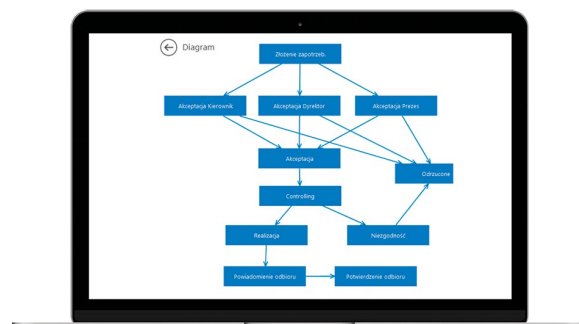 Diagram
Złożenie zapotrzeb.
Akceptacja Kierownik
Akceptacja Dyrektor
Akceptacja Prezes
Akceptacja
Odrzucone
Controlling
Realizacja
Niezgodność
Powiadomienie odbioru
Potwierdzenie odbioru